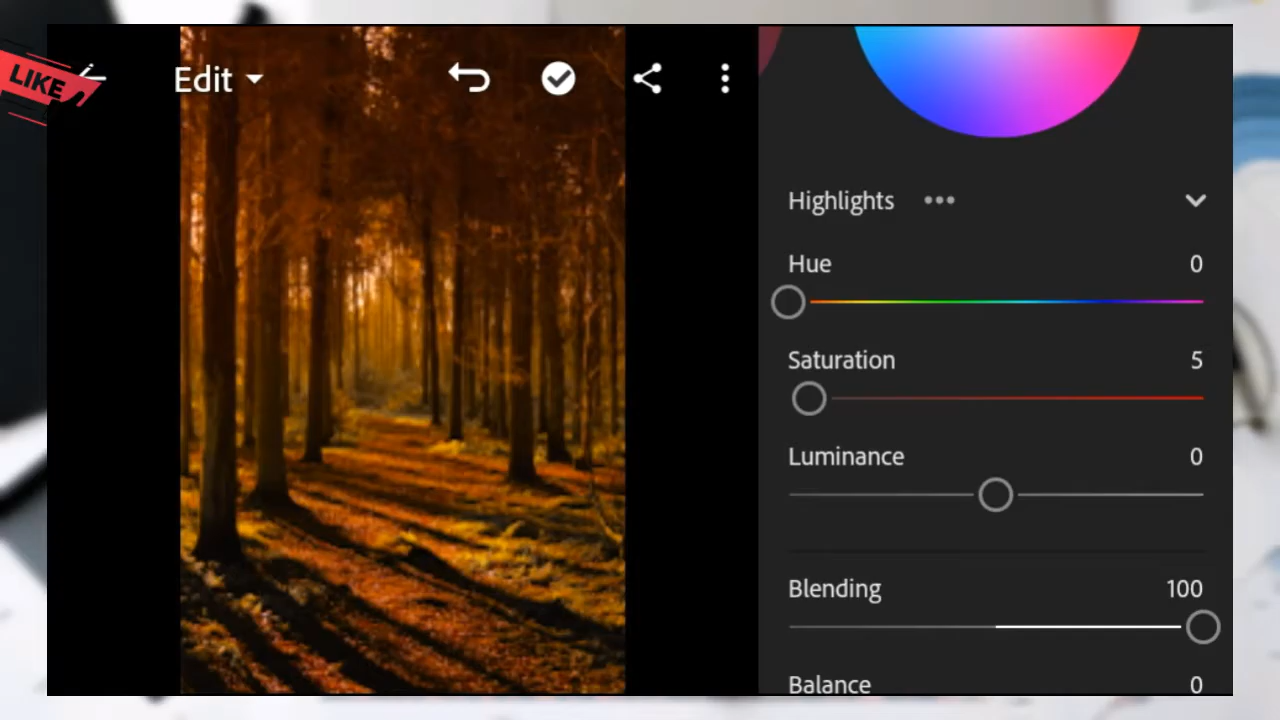 LIKE
Edit
Highlights
Hue 0
Saturation 5
Luminance 0
Blending 100
Balance 0